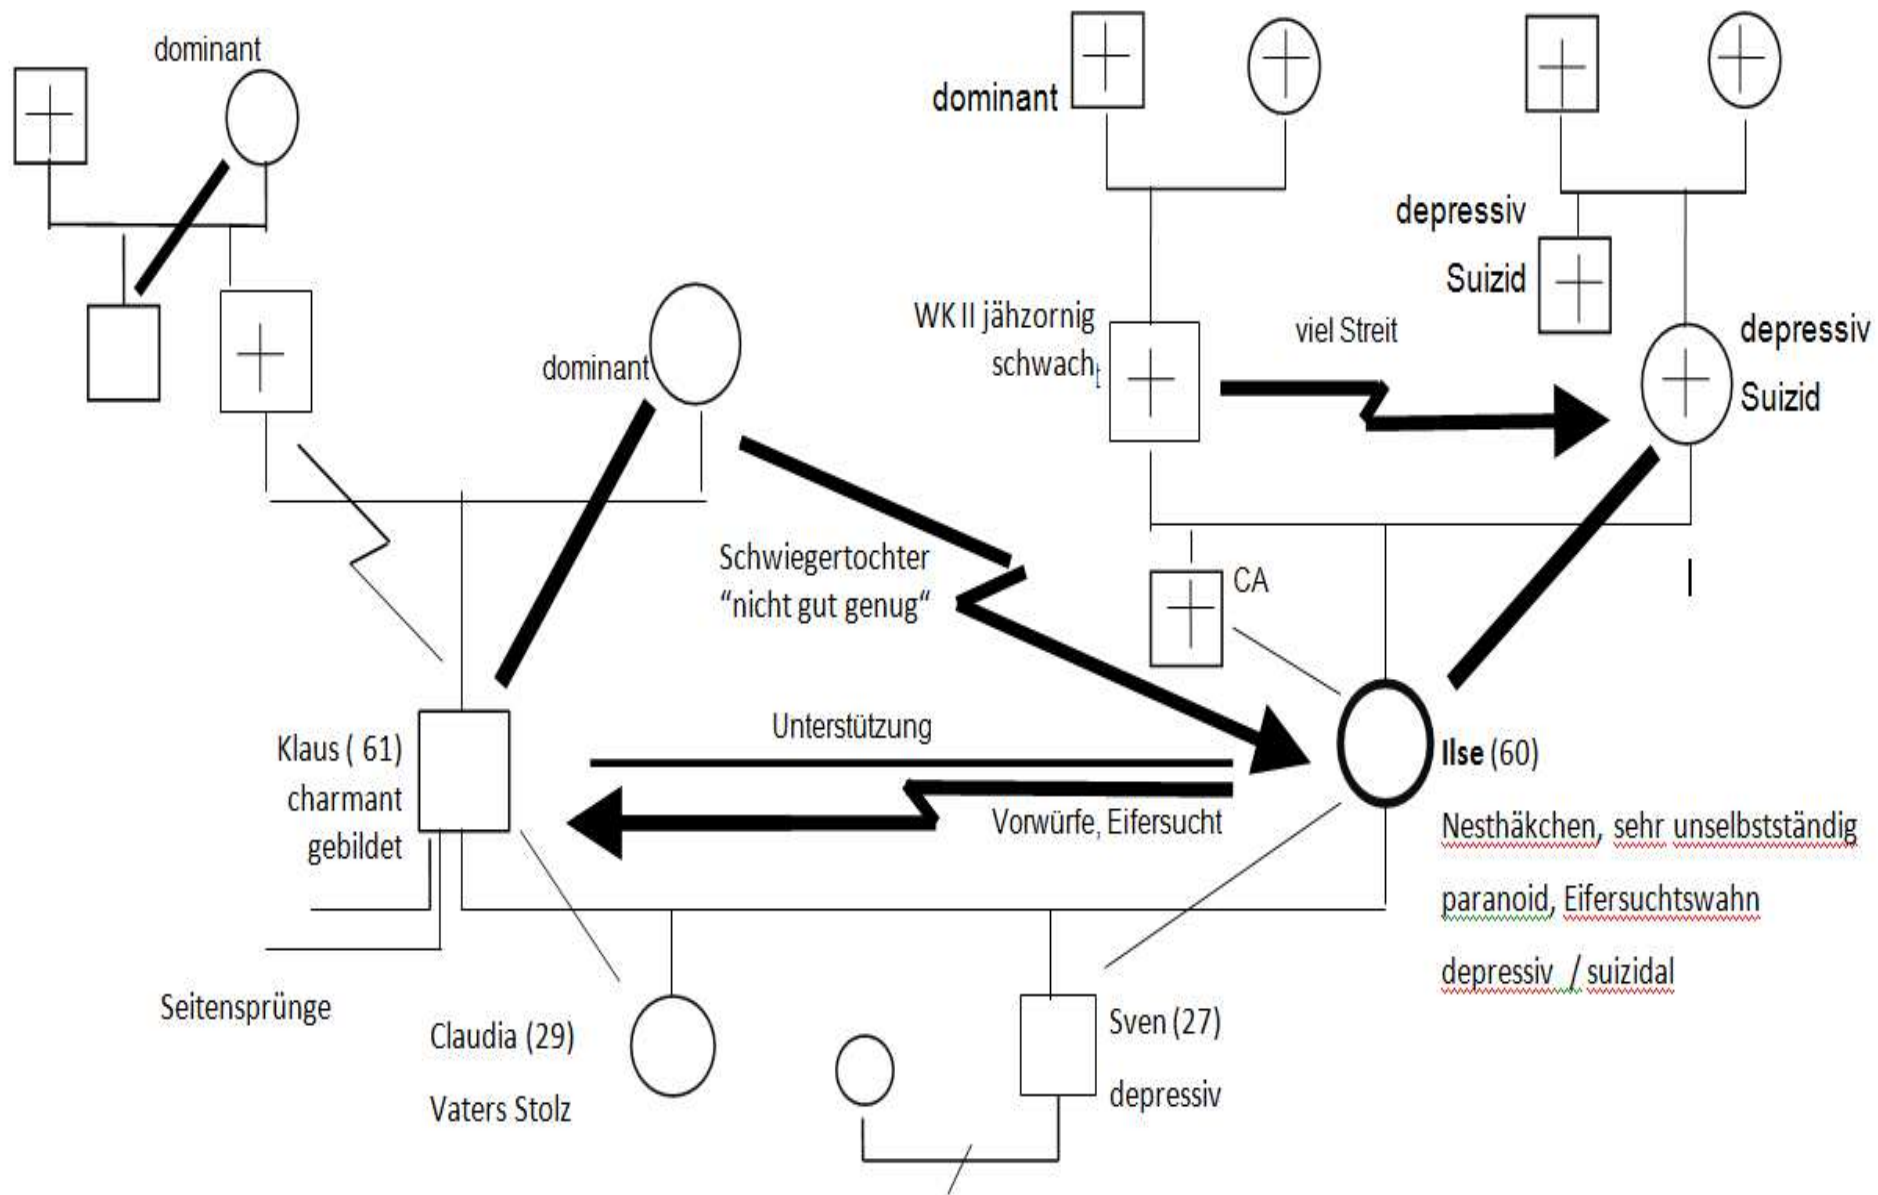 dominant
dominant
depressiv
Suizid
WK II jähzornig
schwach
viel Streit
depressiv
Suizid
dominant
Schwiegertochter
“nicht gut genug“
CA
Unterstützung
Klaus ( 61)
charmant
gebildet
Ilse (60)
Vorwürfe, Eifersucht
Nesthäkchen, sehr unselbstständig
paranoid, Eifersuchtswahn
depressiv / suizidal
Seitensprünge
Claudia (29)
Vaters Stolz
Sven (27)
depressiv